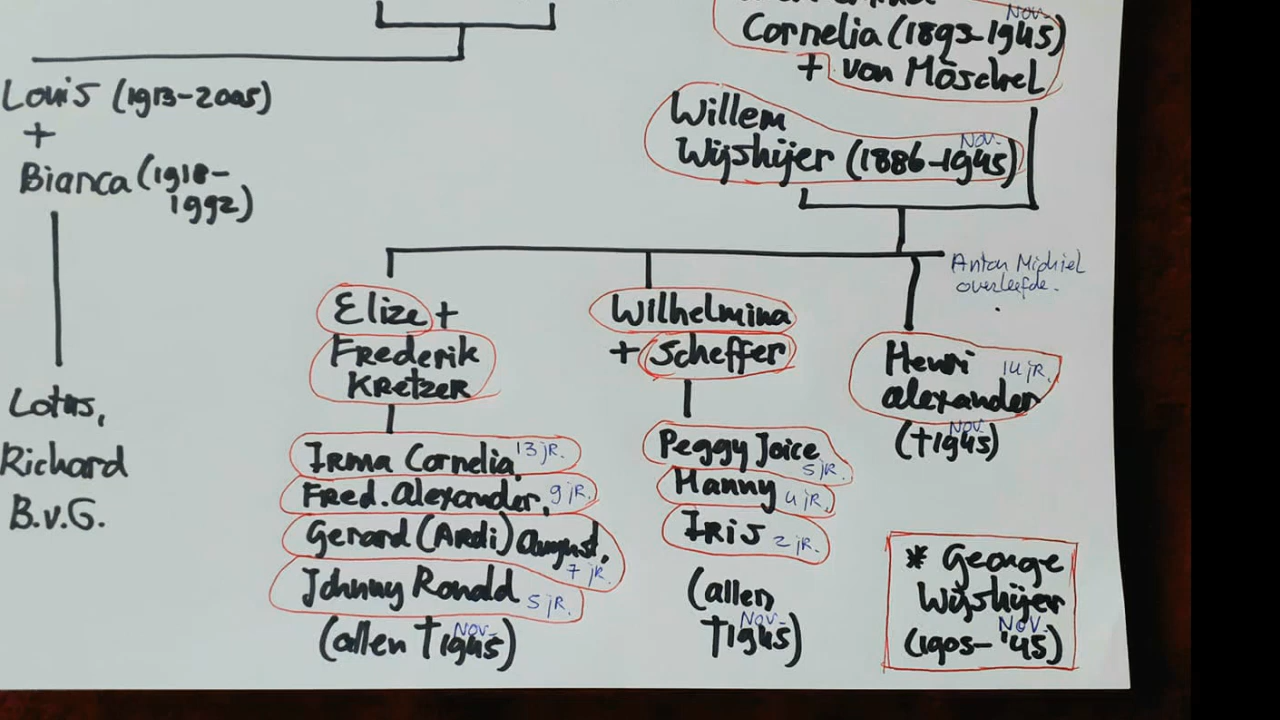 Nov.
Cornelia (1893-1945)
+ von Möschel
Louis (1913-2005)
+
Bianca (1918-
1992)
Willem
Nov.
Wijshijer (1886-1945)
Anton Michiel
overleefde.
Elize +
Frederik
Kretzer
Wilhelmina
+ Scheffer
Henri 14 jr.
alexander
Nov.
(†1945)
Lotus,
Richard
B.v.G.
Irma Cornelia, 13 jr.
Fred. Alexander, 9 jr.
Gerard (Ardi) August,
7 jr.
Johnny Ronald 5 jr.
Nov.
(allen †1945)
Peggy Joice
5 jr.
Hanny 4 jr.
Iris 2 jr.
(allen
Nov.
†1945)
* George
Wijshijer
Nov.
(1905-'45)